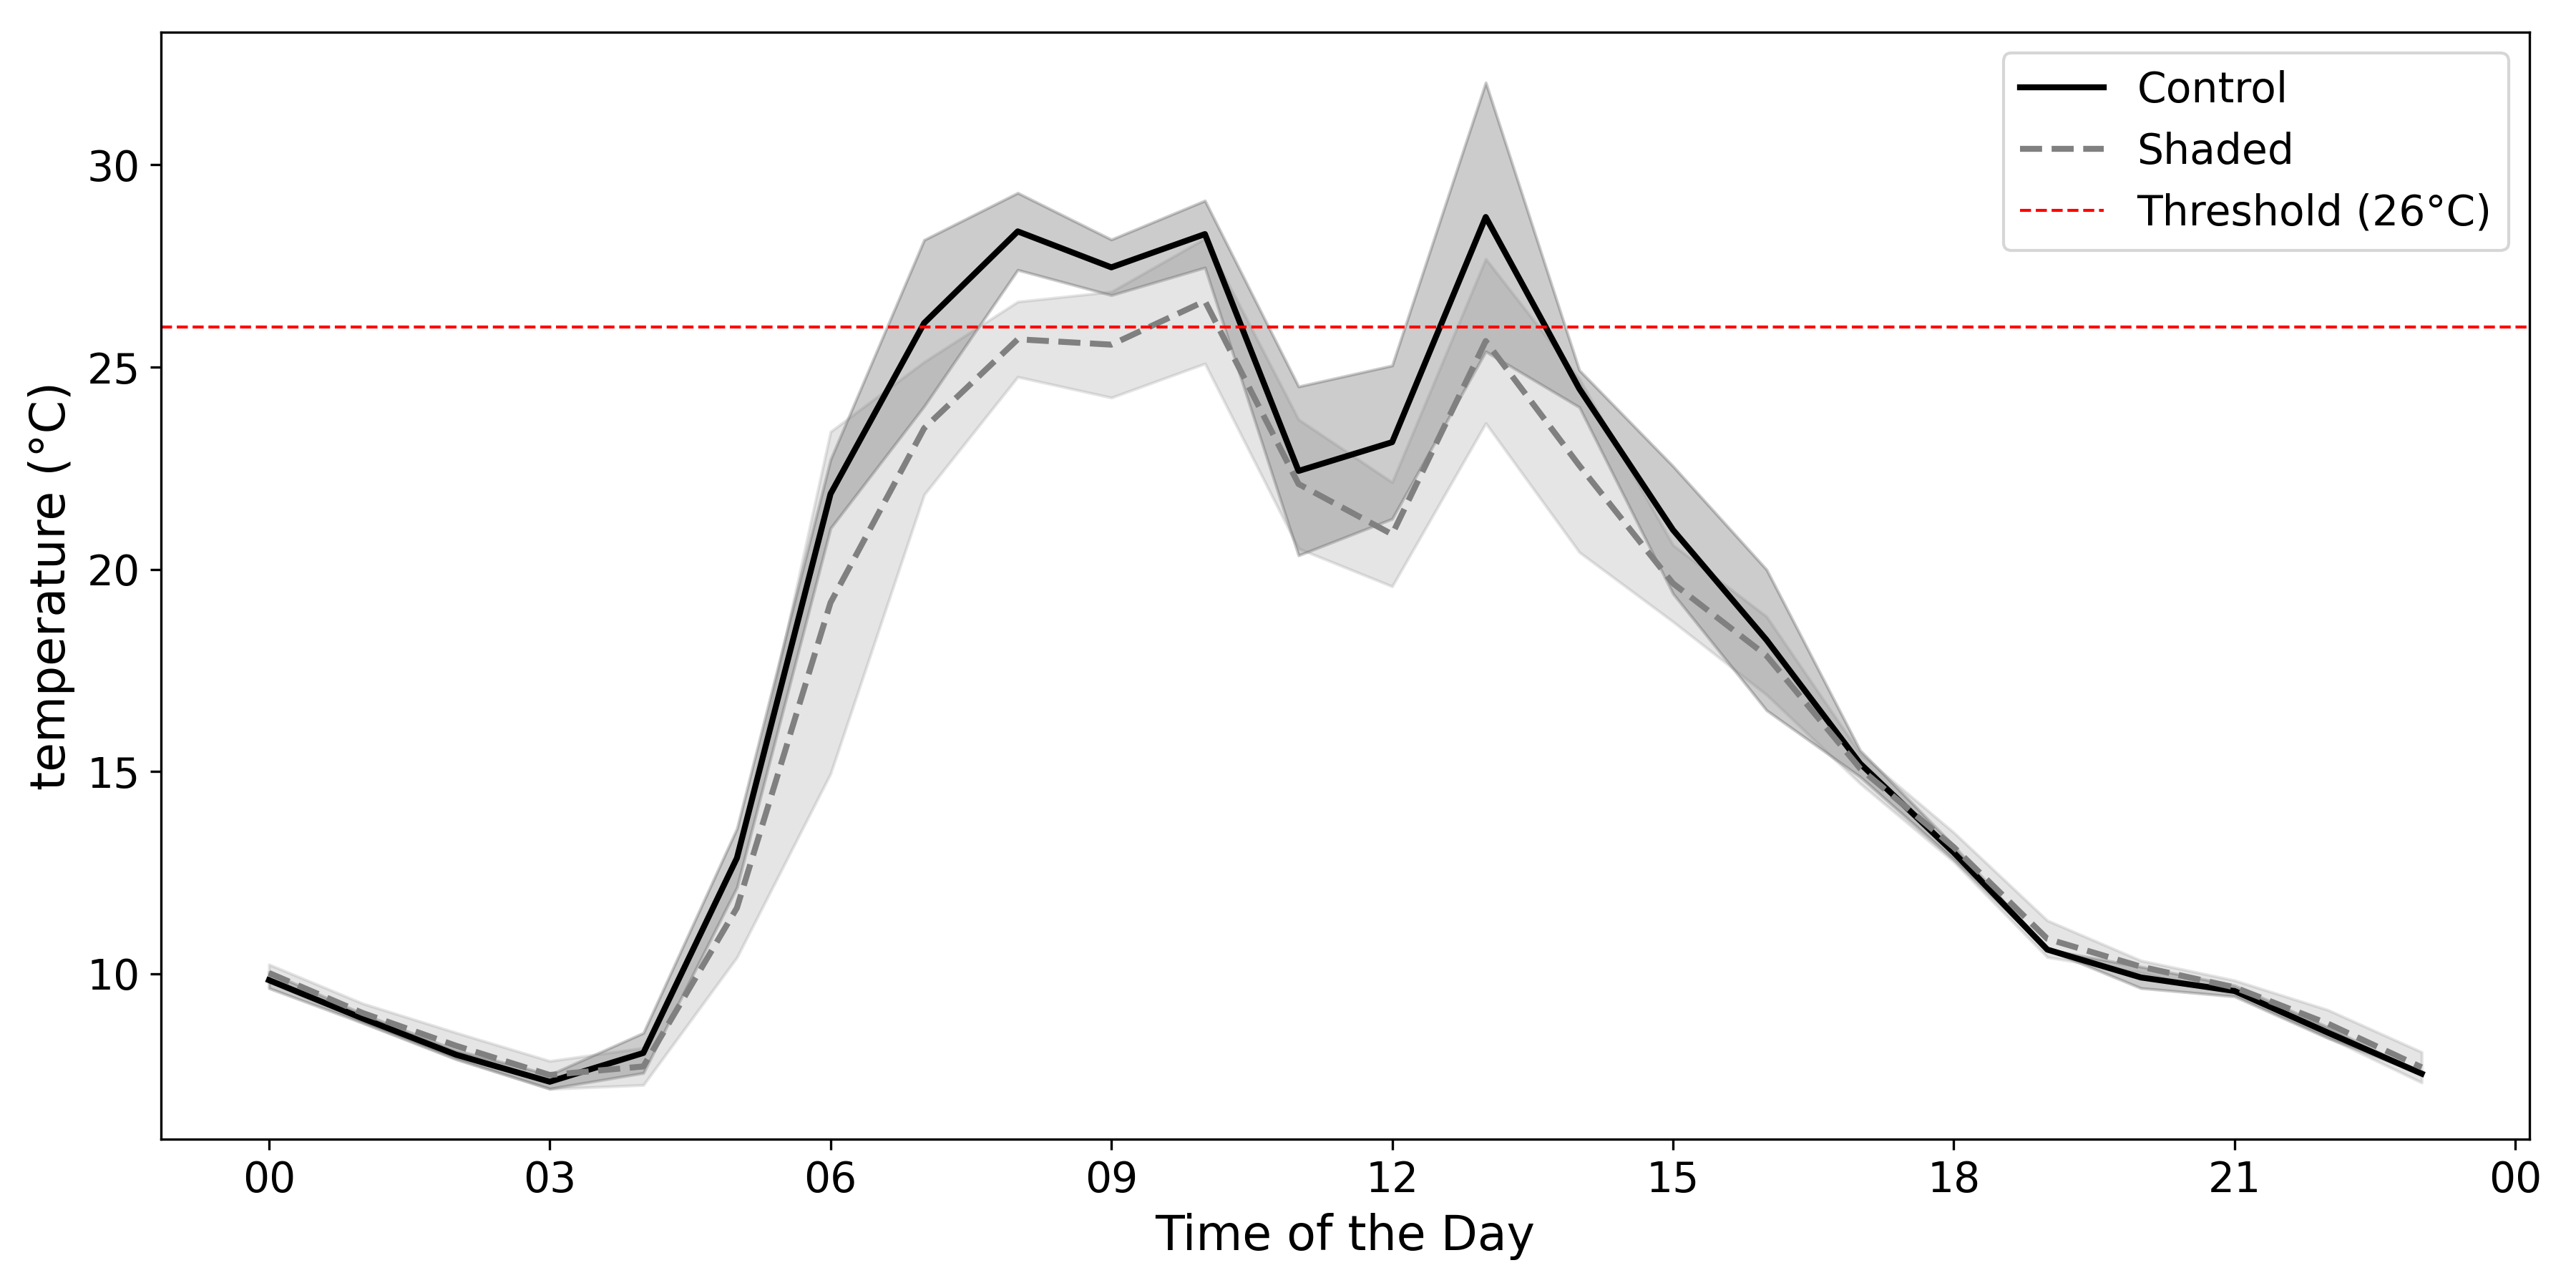 Control
Shaded
Threshold (26°C)
30
25
20
15
10
temperature (°C)
00 03 06 09 12 15 18 21 00
Time of the Day